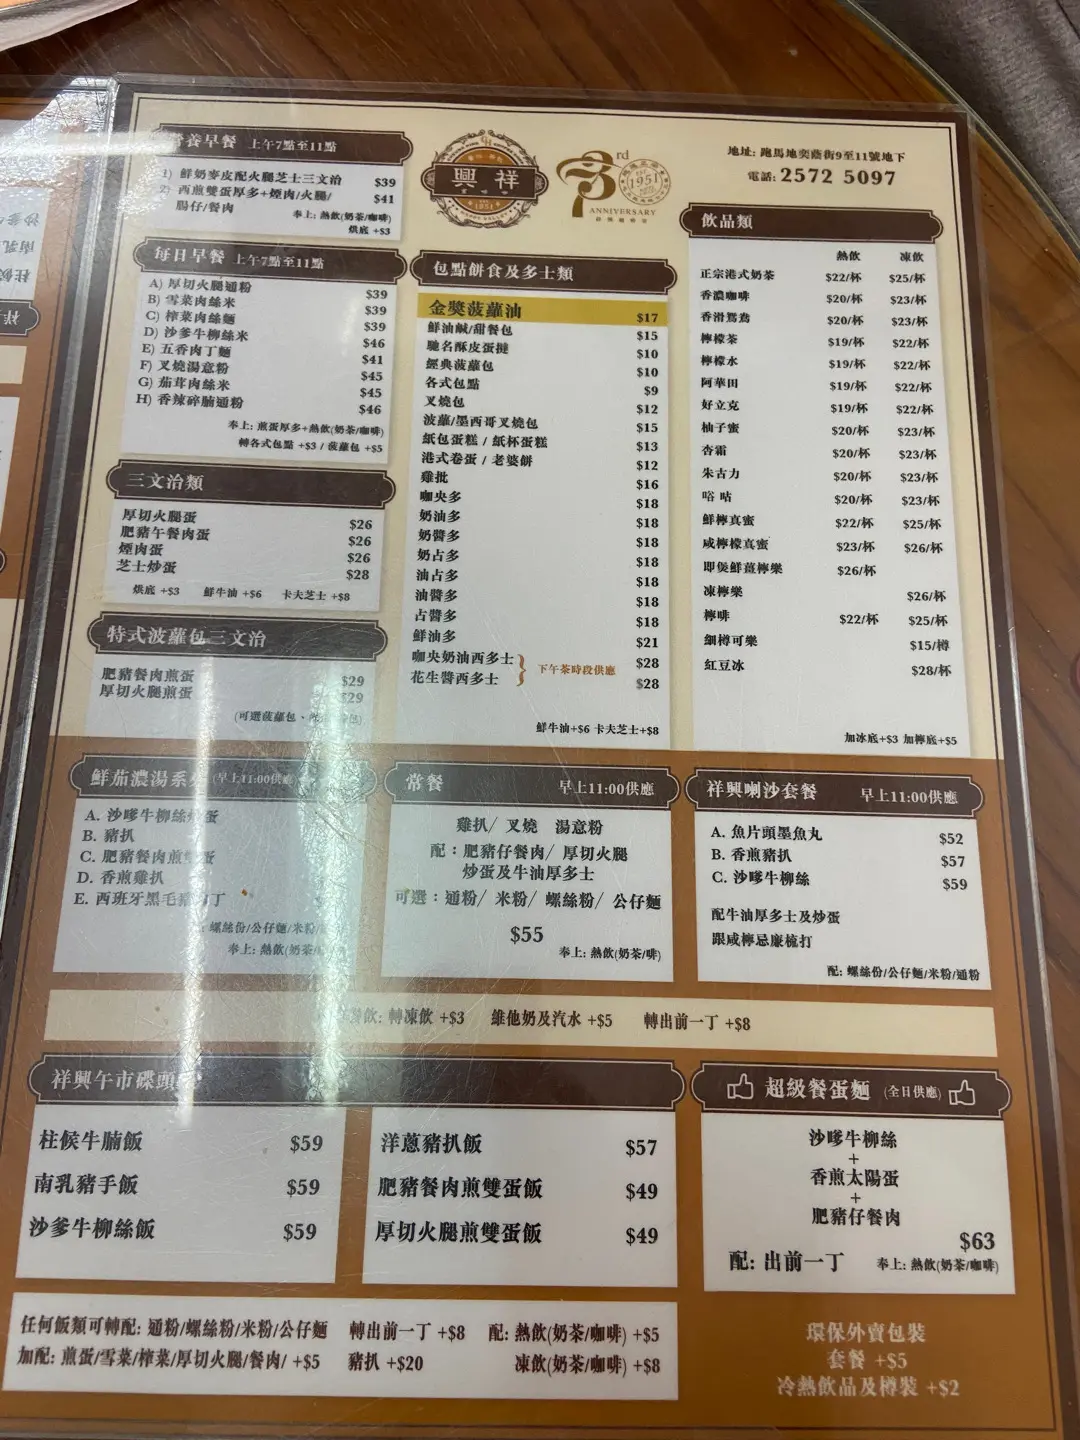 營養早餐 上午7點至11點
1) 鮮奶麥皮配火腿芝士三文治 $39
2) 西煎雙蛋厚多+煙肉/火腿/ $41
腸仔/餐肉 奉上: 熱飲(奶茶/咖啡)
烘底 +$3
每日早餐 上午7點至11點
A) 厚切火腿通粉 $39
B) 雪菜肉絲米 $39
C) 榨菜肉絲麵 $39
D) 沙爹牛柳絲米 $46
E) 五香肉丁麵 $41
F) 叉燒湯意粉 $45
G) 茄茸肉絲米 $45
H) 香辣碎腩通粉 $46
奉上: 煎蛋厚多+熱飲(奶茶/咖啡)
轉各式包點 +$3 / 菠蘿包 +$5
三文治類
厚切火腿蛋 $26
肥豬午餐肉蛋 $26
煙肉蛋 $26
芝士炒蛋 $28
烘底 +$3 鮮牛油 +$6 卡夫芝士 +$8
特式波蘿包三文治
肥豬餐肉煎蛋 $29
厚切火腿煎蛋 $29
(可選菠蘿包、
興祥
1951
HAPPY VALLEY
rd
1951
ANNIVERSARY
包點餅食及多士類
金獎菠蘿油 $17
鮮油鹹/甜餐包 $15
馳名酥皮蛋撻 $10
經典菠蘿包 $10
各式包點 $9
叉燒包 $12
波蘿/墨西哥叉燒包 $15
紙包蛋糕 / 紙杯蛋糕 $13
港式卷蛋 / 老婆餅 $12
雞批 $16
咖央多 $18
奶油多 $18
奶醬多 $18
奶占多 $18
油占多 $18
油醬多 $18
占醬多 $18
鮮油多 $21
咖央奶油西多士 $28
花生醬西多士 $28
下午茶時段供應
鮮牛油+$6 卡夫芝士+$8
地址: 跑馬地奕蔭街9至11號地下
電話: 2572 5097
飲品類
熱飲 凍飲
正宗港式奶茶 $22/杯 $25/杯
香濃咖啡 $20/杯 $23/杯
香滑鴛鴦 $20/杯 $23/杯
檸檬茶 $19/杯 $22/杯
檸檬水 $19/杯 $22/杯
阿華田 $19/杯 $22/杯
好立克 $19/杯 $22/杯
柚子蜜 $20/杯 $23/杯
杏霜 $20/杯 $23/杯
朱古力 $20/杯 $23/杯
唂咕 $20/杯 $23/杯
鮮檸真蜜 $22/杯 $25/杯
咸檸檬真蜜 $23/杯 $26/杯
即煲鮮薑檸樂 $26/杯
凍檸樂 $26/杯
檸啡 $22/杯 $25/杯
細樽可樂 $15/樽
紅豆冰 $28/杯
加冰底+$3 加檸底+$5
鮮茄濃湯系列 (早上11:00供應)
A. 沙嗲牛柳絲炒蛋
B. 豬扒
C. 肥豬餐肉煎雙蛋
D. 香煎雞扒
E. 西班牙黑毛豬肉丁
螺絲份/公仔麵/米粉/
奉上: 熱飲(奶茶/
常餐 早上11:00供應
雞扒/ 叉燒 湯意粉
配：肥豬仔餐肉/ 厚切火腿
炒蛋及牛油厚多士
可選：通粉/ 米粉/ 螺絲粉/ 公仔麵
$55
奉上: 熱飲(奶茶/啡)
祥興喇沙套餐 早上11:00供應
A. 魚片頭墨魚丸 $52
B. 香煎豬扒 $57
C. 沙嗲牛柳絲 $59
配牛油厚多士及炒蛋
跟咸檸忌廉梳打
配: 螺絲份/公仔麵/米粉/通粉
餐飲: 轉凍飲 +$3 維他奶及汽水 +$5 轉出前一丁 +$8
祥興午市碟頭
柱侯牛腩飯 $59
南乳豬手飯 $59
沙爹牛柳絲飯 $59
洋蔥豬扒飯 $57
肥豬餐肉煎雙蛋飯 $49
厚切火腿煎雙蛋飯 $49
超級餐蛋麵 (全日供應)
沙嗲牛柳絲
+
香煎太陽蛋
+
肥豬仔餐肉
$63
配: 出前一丁 奉上: 熱飲(奶茶/咖啡)
任何飯類可轉配: 通粉/螺絲粉/米粉/公仔麵 轉出前一丁 +$8 配: 熱飲(奶茶/咖啡) +$5
加配: 煎蛋/雪菜/榨菜/厚切火腿/餐肉/ +$5 豬扒 +$20 凍飲(奶茶/咖啡) +$8
環保外賣包裝
套餐 +$5
冷熱飲品及樽裝 +$2